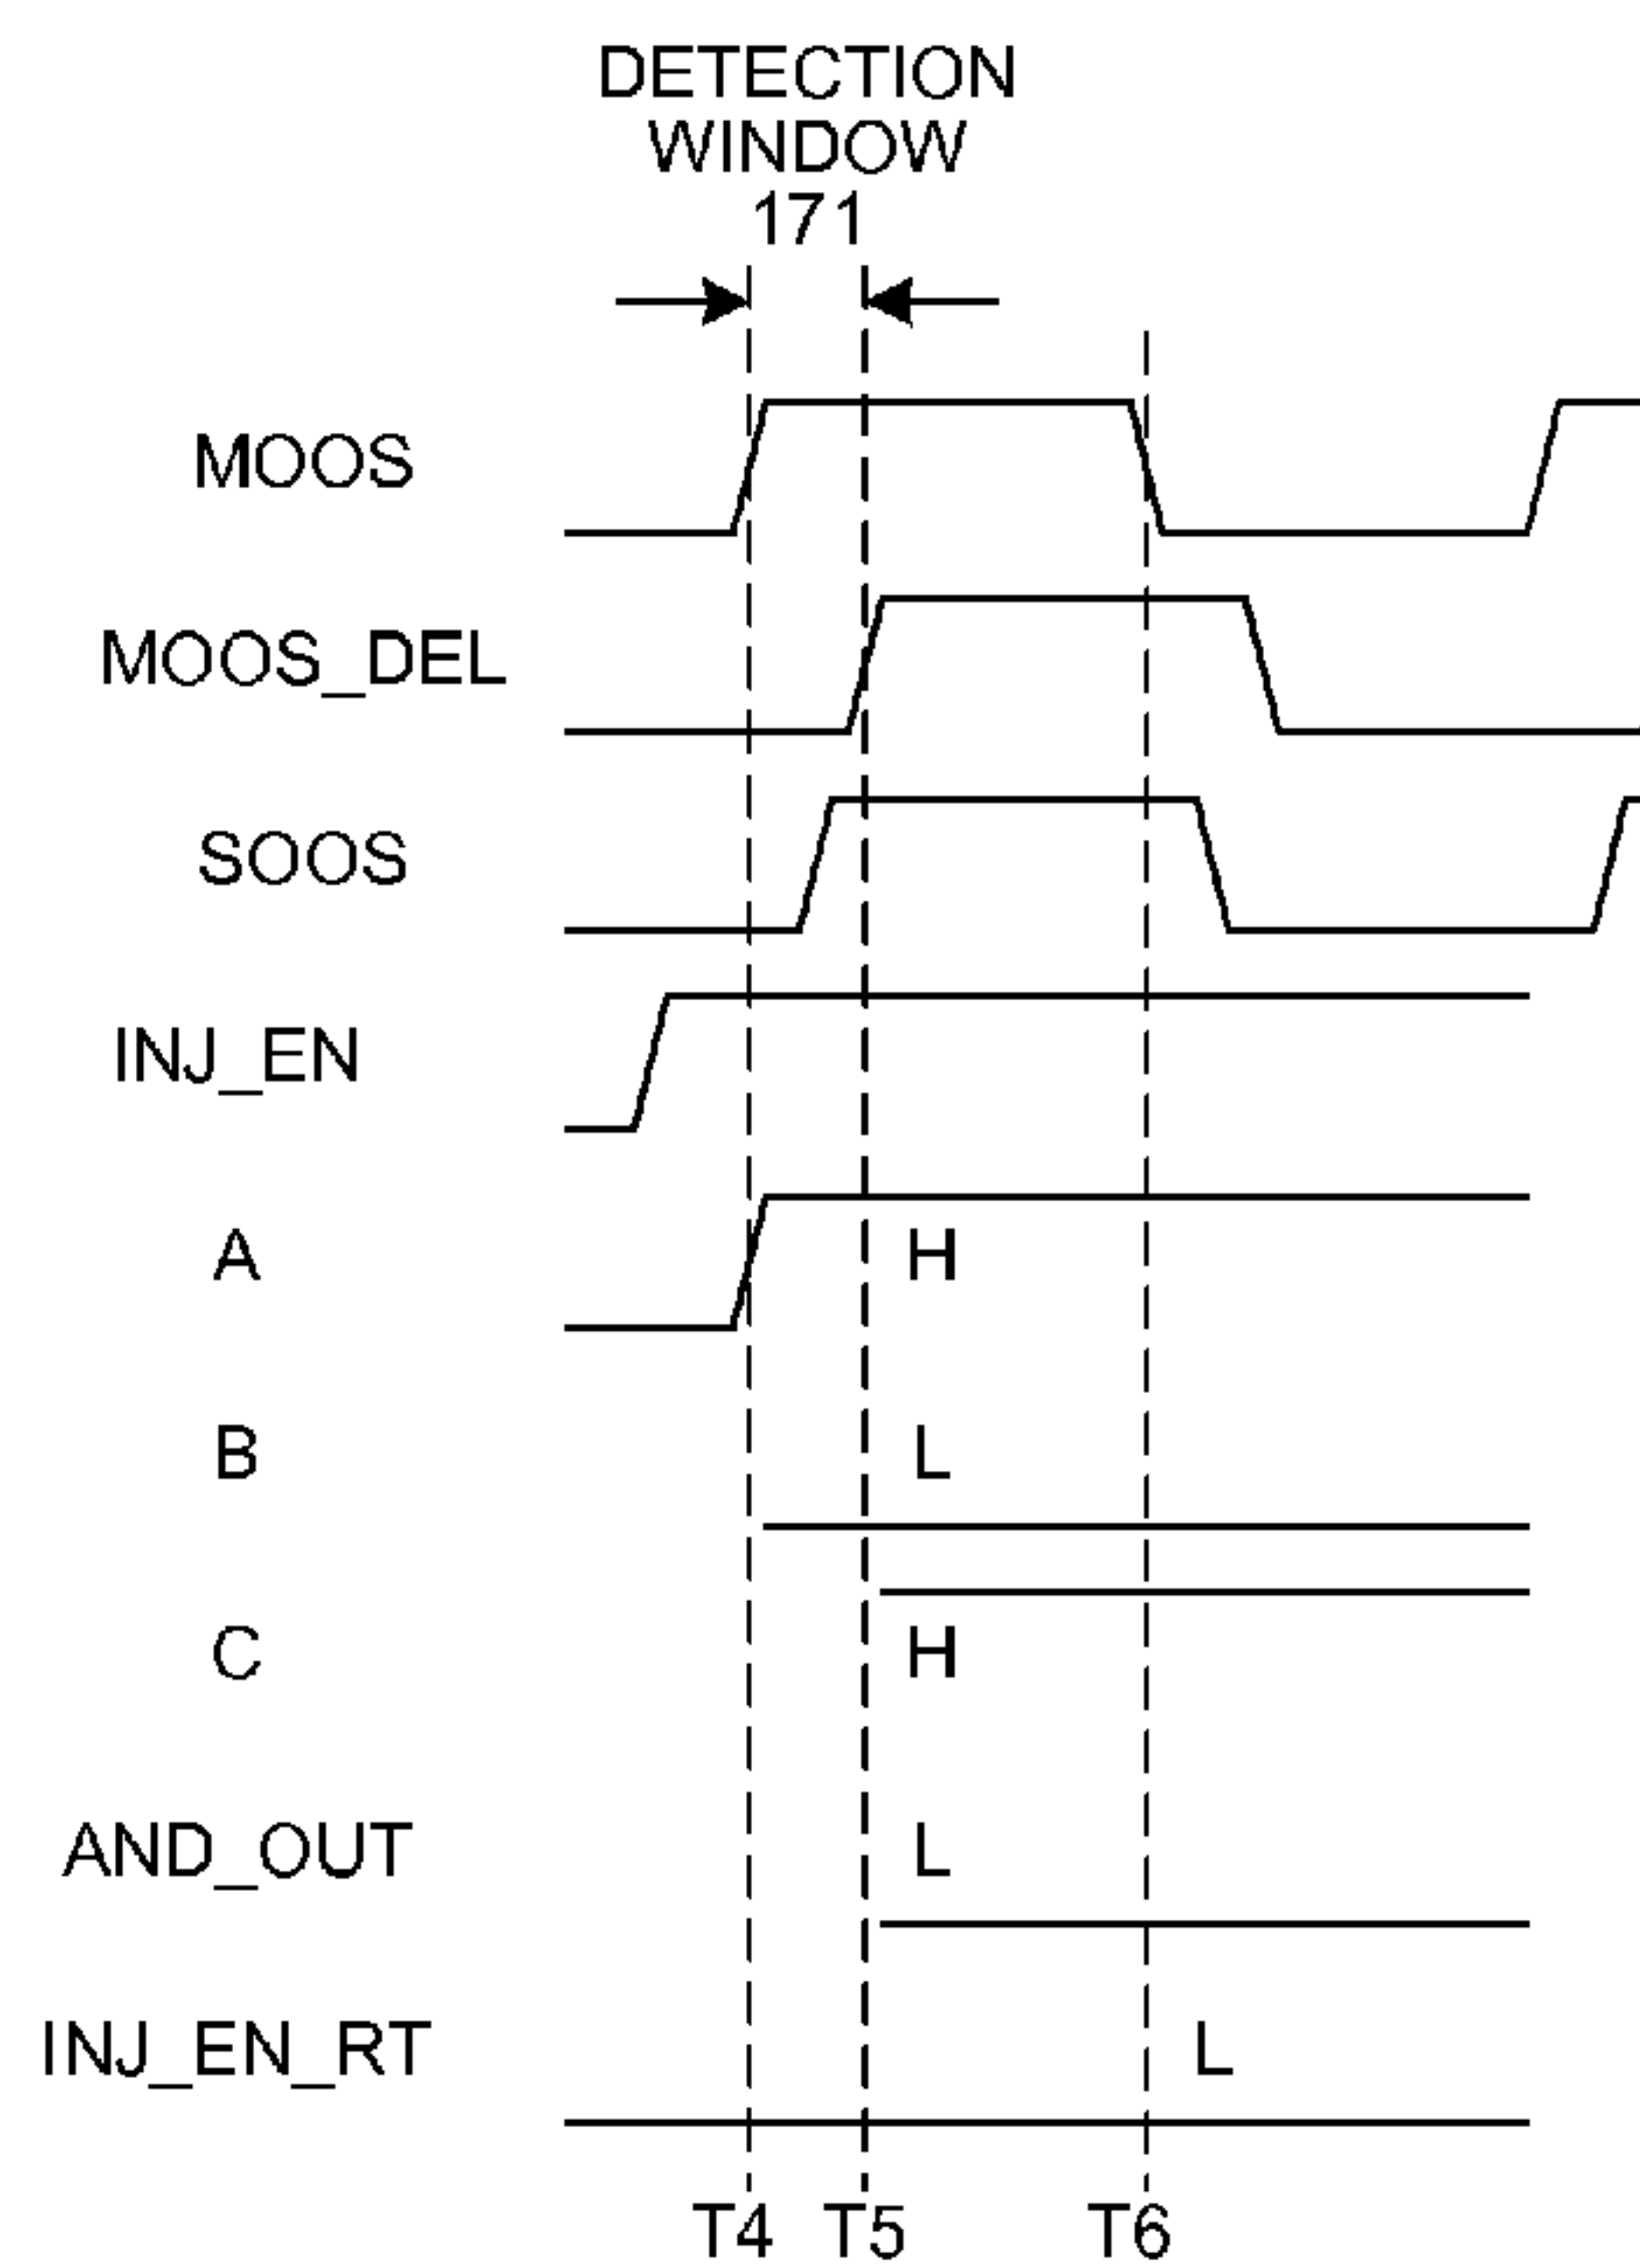 DETECTION
WINDOW
171
MOOS
MOOS_DEL
SOOS
INJ_EN
A H
B L
C H
AND_OUT L
INJ_EN_RT L
T4 T5 T6